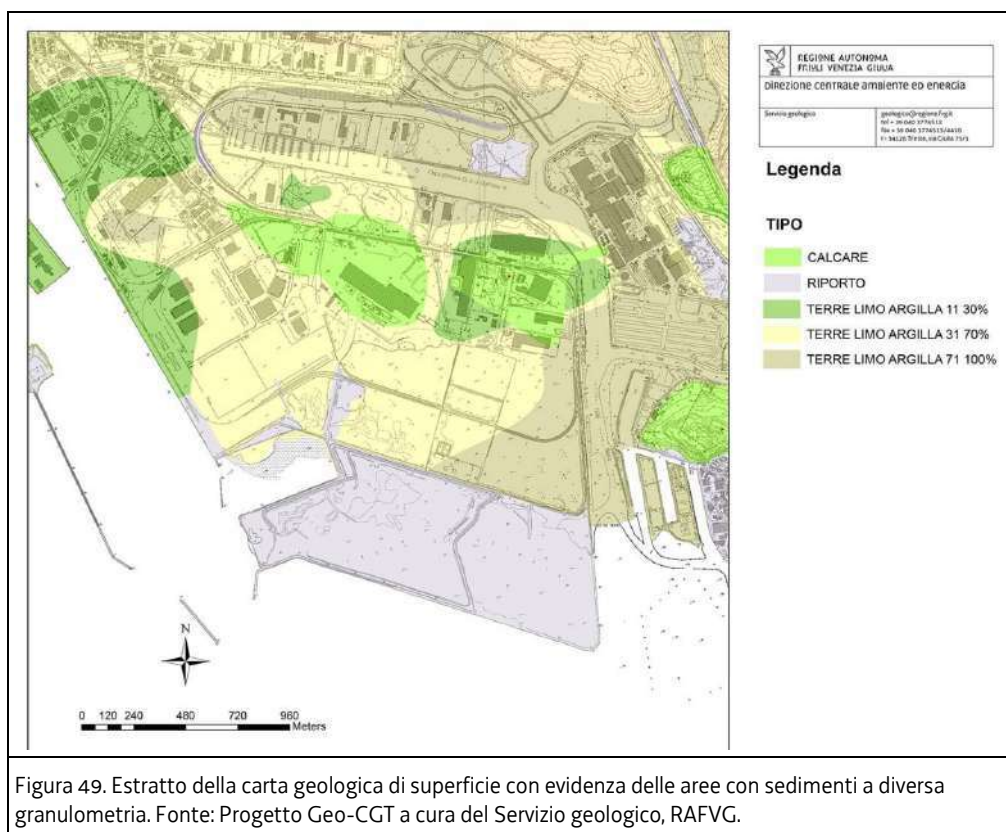 REGIONE AUTONOMA
FRIULI VENEZIA GIULIA
DIREZIONE CENTRALE AMBIENTE ED ENERGIA
Servizio geologico
Legenda
TIPO
CALCARE
RIPORTO
TERRE LIMO ARGILLA 11 30%
TERRE LIMO ARGILLA 31 70%
TERRE LIMO ARGILLA 71 100%
N
0 120 240 480 720 960
Meters
Figura 49. Estratto della carta geologica di superficie con evidenza delle aree con sedimenti a diversa
granulometria. Fonte: Progetto Geo-CGT a cura del Servizio geologico, RAFVG.